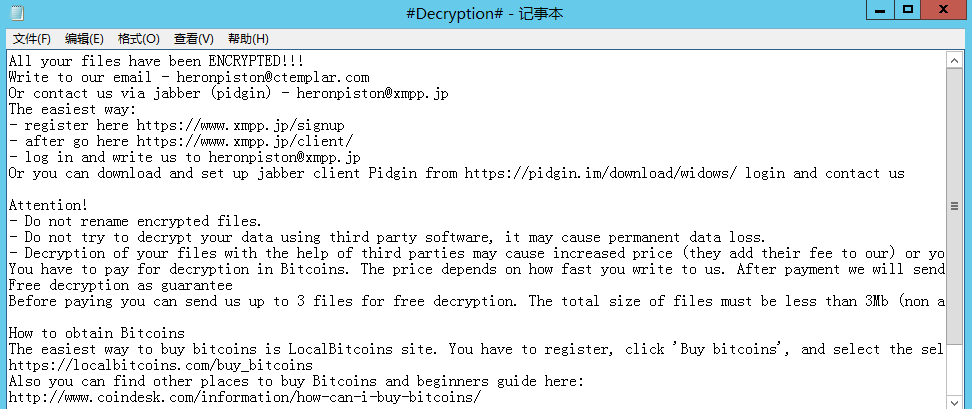 #Decryption# - 记事本
文件(F) 编辑(E) 格式(O) 查看(V) 帮助(H)
All your files have been ENCRYPTED!!!
Write to our email - heronpiston@ctemplar.com
Or contact us via jabber (pidgin) - heronpiston@xmpp.jp
The easiest way:
- register here https://www.xmpp.jp/signup
- after go here https://www.xmpp.jp/client/
- log in and write us to heronpiston@xmpp.jp
Or you can download and set up jabber client Pidgin from https://pidgin.im/download/widows/ login and contact us
Attention!
- Do not rename encrypted files.
- Do not try to decrypt your data using third party software, it may cause permanent data loss.
- Decryption of your files with the help of third parties may cause increased price (they add their fee to our) or yo
You have to pay for decryption in Bitcoins. The price depends on how fast you write to us. After payment we will send
Free decryption as guarantee
Before paying you can send us up to 3 files for free decryption. The total size of files must be less than 3Mb (non a
How to obtain Bitcoins
The easiest way to buy bitcoins is LocalBitcoins site. You have to register, click 'Buy bitcoins', and select the sel
https://localbitcoins.com/buy_bitcoins
Also you can find other places to buy Bitcoins and beginners guide here:
http://www.coindesk.com/information/how-can-i-buy-bitcoins/